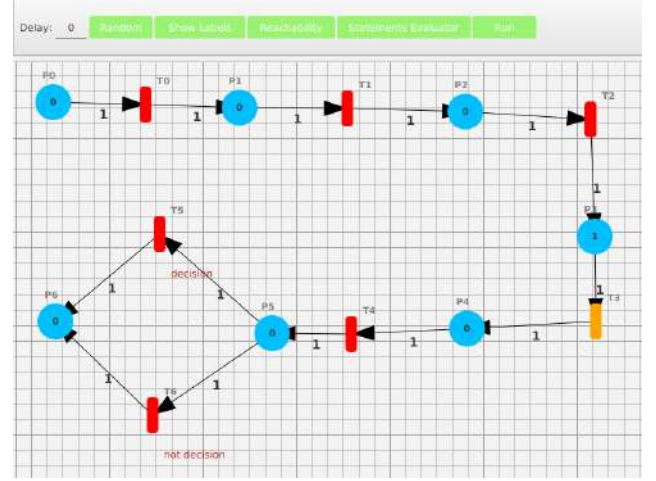 Delay: 0 Random Show Labels Reachability Statements Evaluator Run
P0 T0 P1 T1 P2 T2
0 0 0
1 1 1 1 1
1
T5 P3
1
decision
P6 1 1 P5 T4 P4 1 T3
0 0 0
1 1 1
1 T6 1
not decision